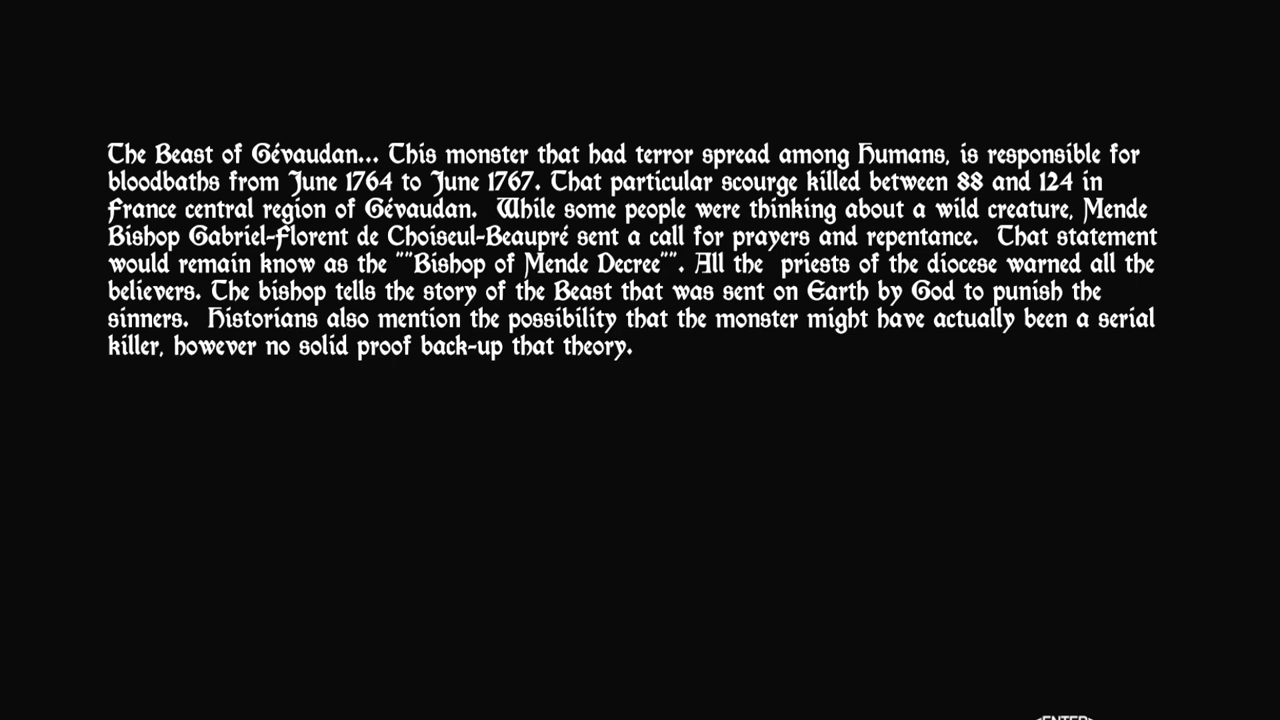 The Beast of Gévaudan... This monster that had terror spread among Humans, is responsible for
bloodbaths from June 1764 to June 1767. That particular scourge killed between 88 and 124 in
France central region of Gévaudan.  While some people were thinking about a wild creature, Mende
Bishop Gabriel-Florent de Choiseul-Beaupré sent a call for prayers and repentance.  That statement
would remain know as the ""Bishop of Mende Decree"". All the  priests of the diocese warned all the
believers. The bishop tells the story of the Beast that was sent on Earth by God to punish the
sinners.  Historians also mention the possibility that the monster might have actually been a serial
killer, however no solid proof back-up that theory.
ENTER